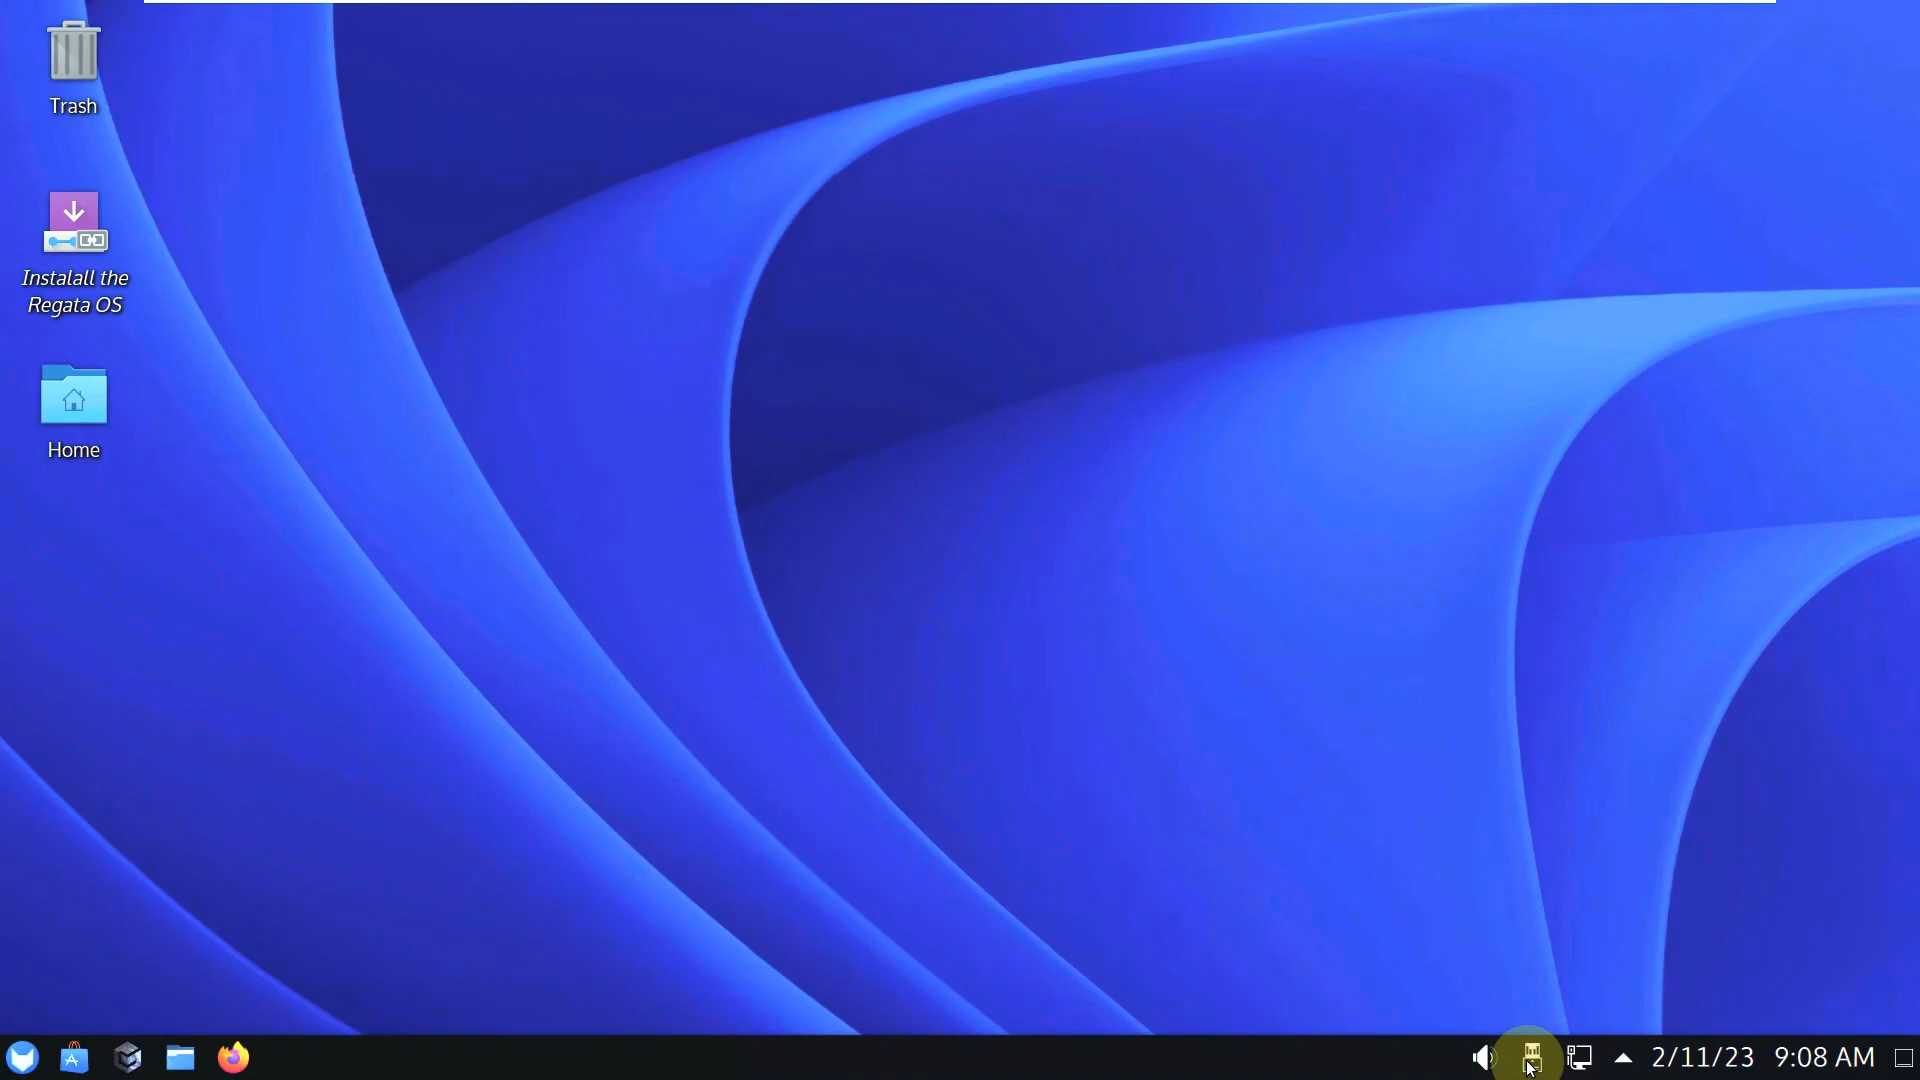 Trash
Instalall the
Regata OS
Home
2/11/23 9:08 AM